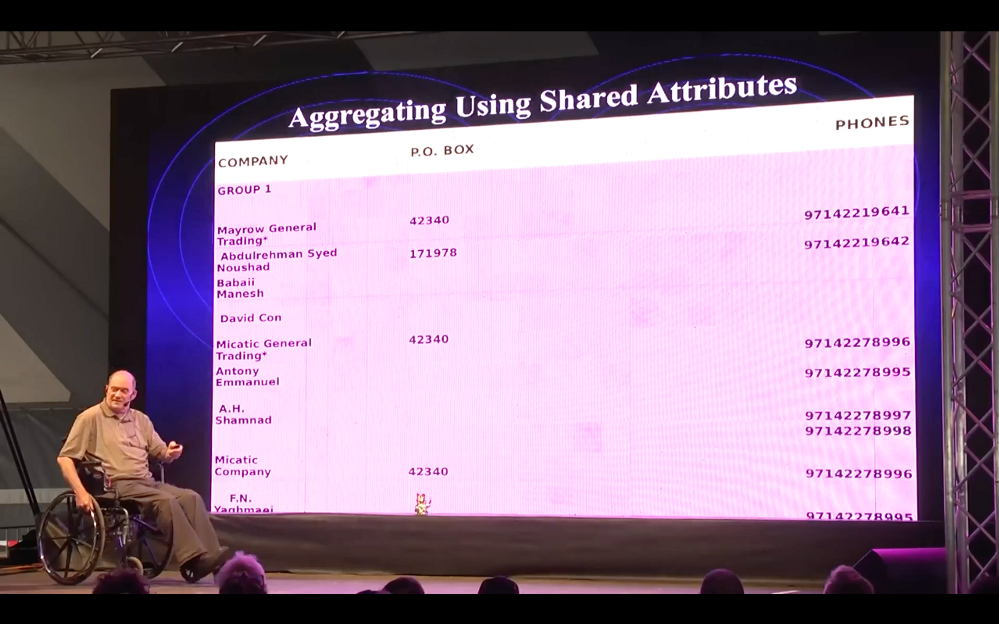 Aggregating Using Shared Attributes
COMPANY P.O. BOX PHONES
GROUP 1
Mayrow General 42340 97142219641
Trading*
Abdulrehman Syed 171978 97142219642
Noushad
Babaii
Manesh
David Con
Micatic General 42340 97142278996
Trading*
Antony 97142278995
Emmanuel
A.H. 97142278997
Shamnad 97142278998
Micatic
Company 42340 97142278996
F.N.
Yaghmaei 97142278995